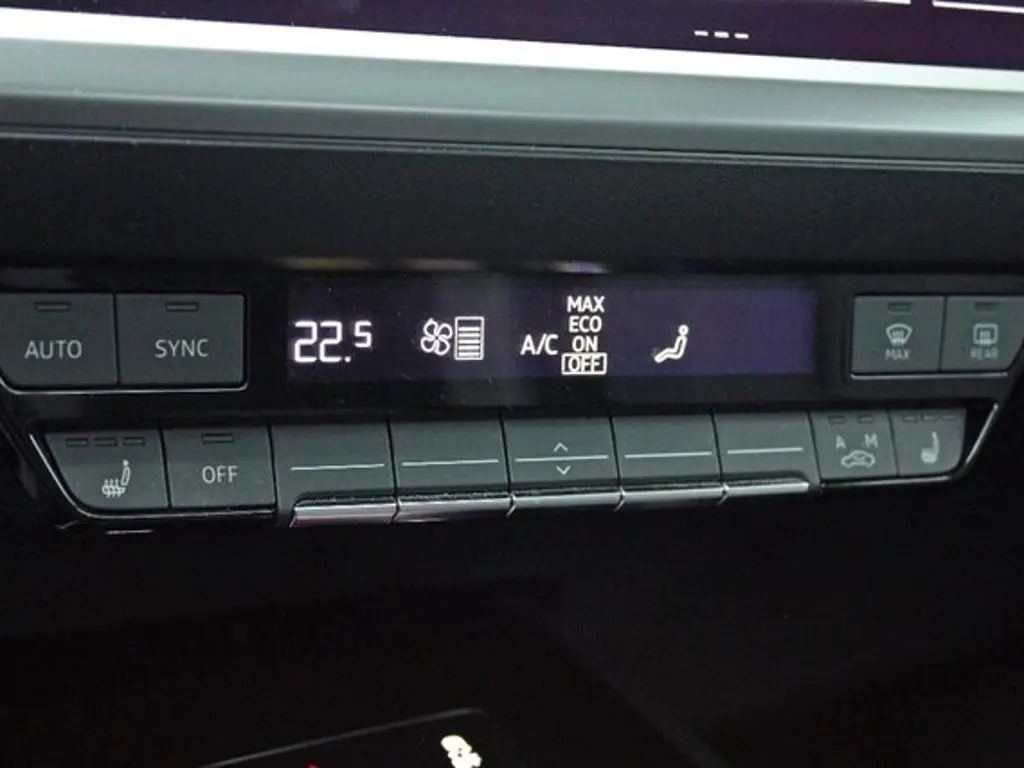 AUTO
SYNC
22.5
A/C
MAX
ECO
ON
OFF
MAX
REAR
OFF
A M